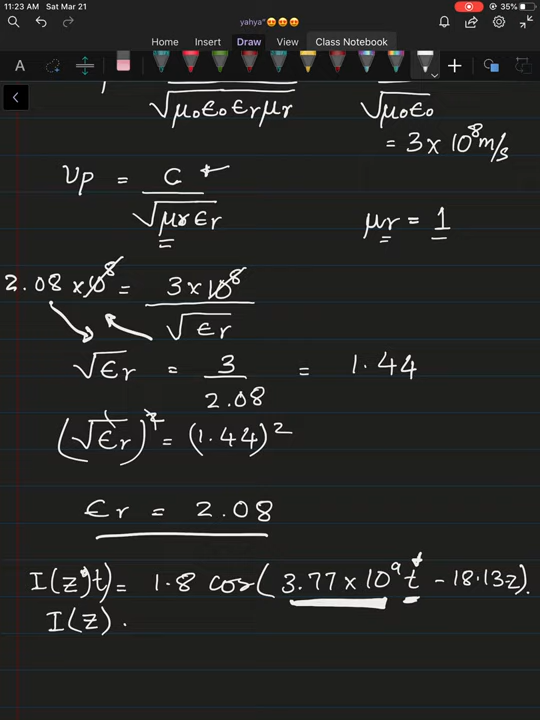 11:23 AM Sat Mar 21
35%
yahya"😍😍😍
Home Insert Draw View Class Notebook
√μ₀ϵ₀ϵrμr √μ₀ϵ₀
= 3 x 10⁸ m/s
υp = C / √μrϵr
μr = 1
2.08 x 10⁸ = 3 x 10⁸ / √ϵr
√ϵr = 3 / 2.08 = 1.44
(√ϵr)² = (1.44)²
ϵr = 2.08
I(z,t) = 1.8 cos(3.77 x 10⁹ t - 18.13z).
I(z).